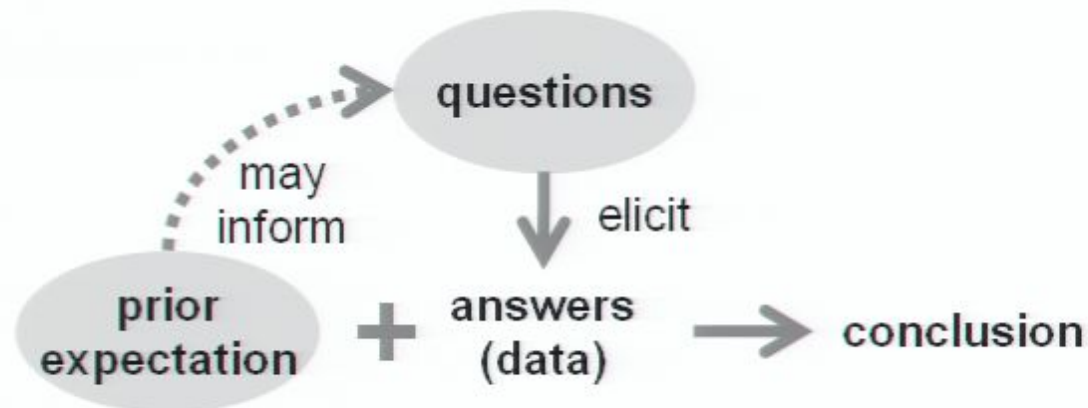 questions
may
inform
elicit
prior
expectation
+
answers
(data)
conclusion